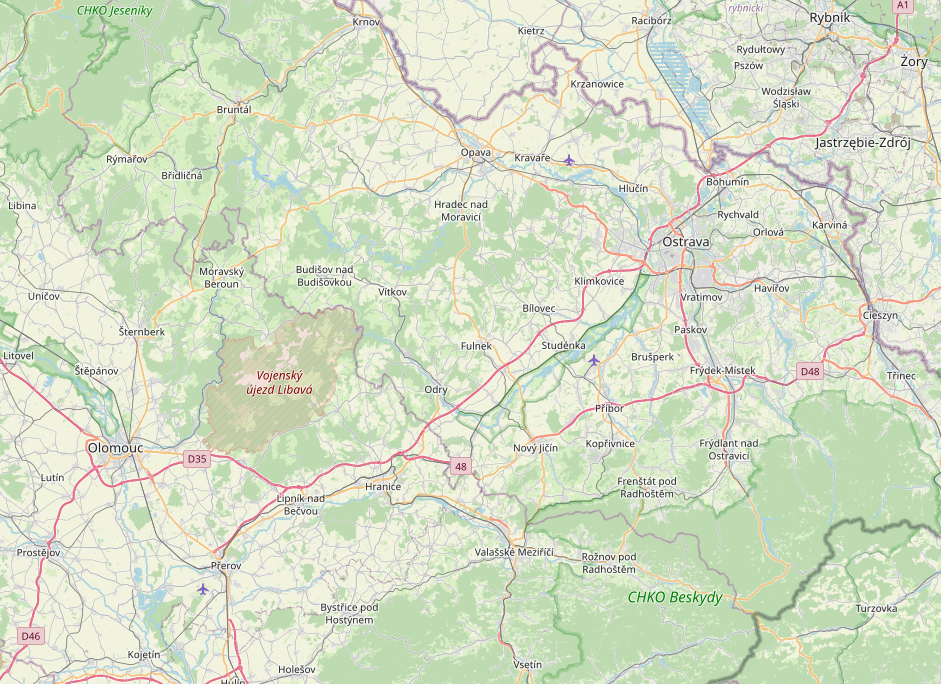 CHKO Jeseníky
Krnov
Kietrz
Racibórz
rybnicki
Rybnik
A1
Rydułtowy
Pszów
Żory
Krzanowice
Wodzisław
Śląski
Bruntál
Jastrzębie-Zdrój
Opava
Kravaře
Rýmařov
Břidličná
Hlučín
Bohumín
Libina
Hradec nad
Moravicí
Rychvald
Orlová
Karviná
Ostrava
Moravský
Beroun
Budišov nad
Budišovkou
Vítkov
Klimkovice
Havířov
Uničov
Vratimov
Bílovec
Cieszyn
Šternberk
Paskov
Litovel
Fulnek
Studénka
Brušperk
Štěpánov
Vojenský
újezd Libavá
Frýdek-Místek
D48
Třinec
Odry
Příbor
Olomouc
Nový Jičín
Kopřivnice
Frýdlant nad
Ostravicí
D35
48
Lutín
Hranice
Frenštát pod
Radhoštěm
Lipník nad
Bečvou
Prostějov
Valašské Meziříčí
Přerov
Rožnov pod
Radhoštěm
CHKO Beskydy
Bystřice pod
Hostýnem
Turzovka
D46
Kojetín
Holešov
Vsetín
Hulín